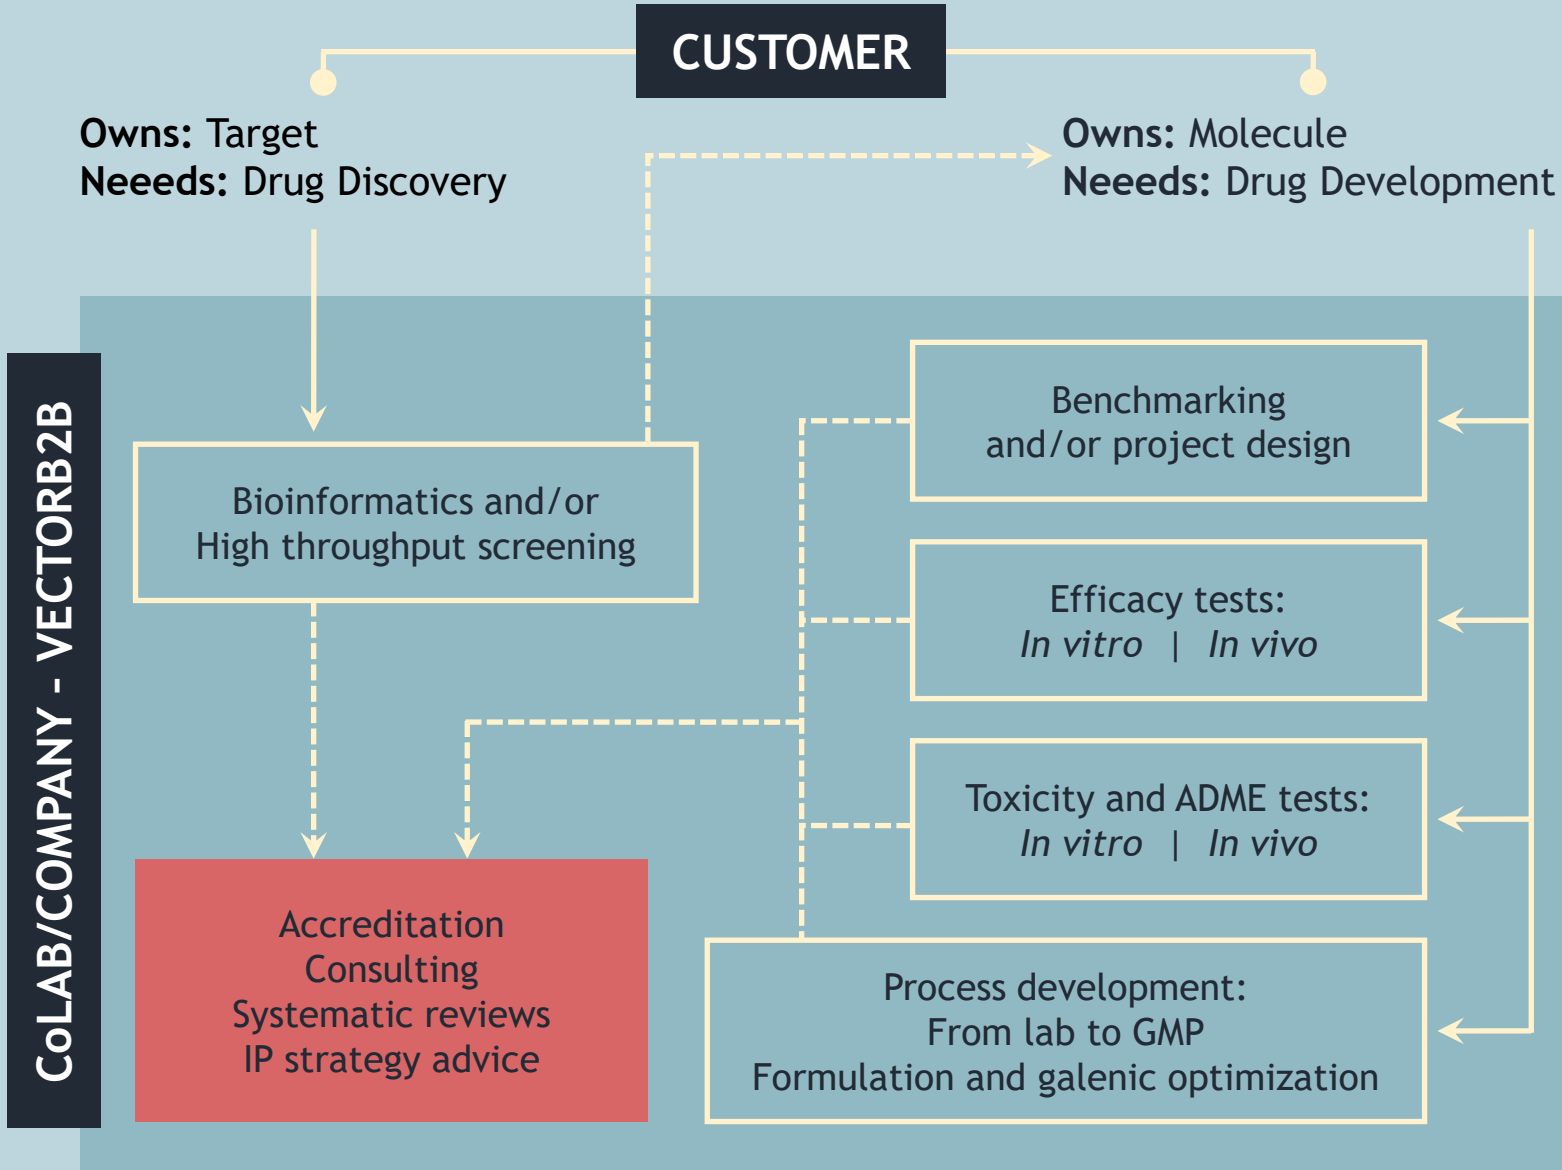 CUSTOMER
Owns: Target
Neeeds: Drug Discovery
Owns: Molecule
Neeeds: Drug Development
CoLAB/COMPANY - VECTORB2B
Bioinformatics and/or
High throughput screening
Benchmarking
and/or project design
Efficacy tests:
In vitro | In vivo
Toxicity and ADME tests:
In vitro | In vivo
Accreditation
Consulting
Systematic reviews
IP strategy advice
Process development:
From lab to GMP
Formulation and galenic optimization